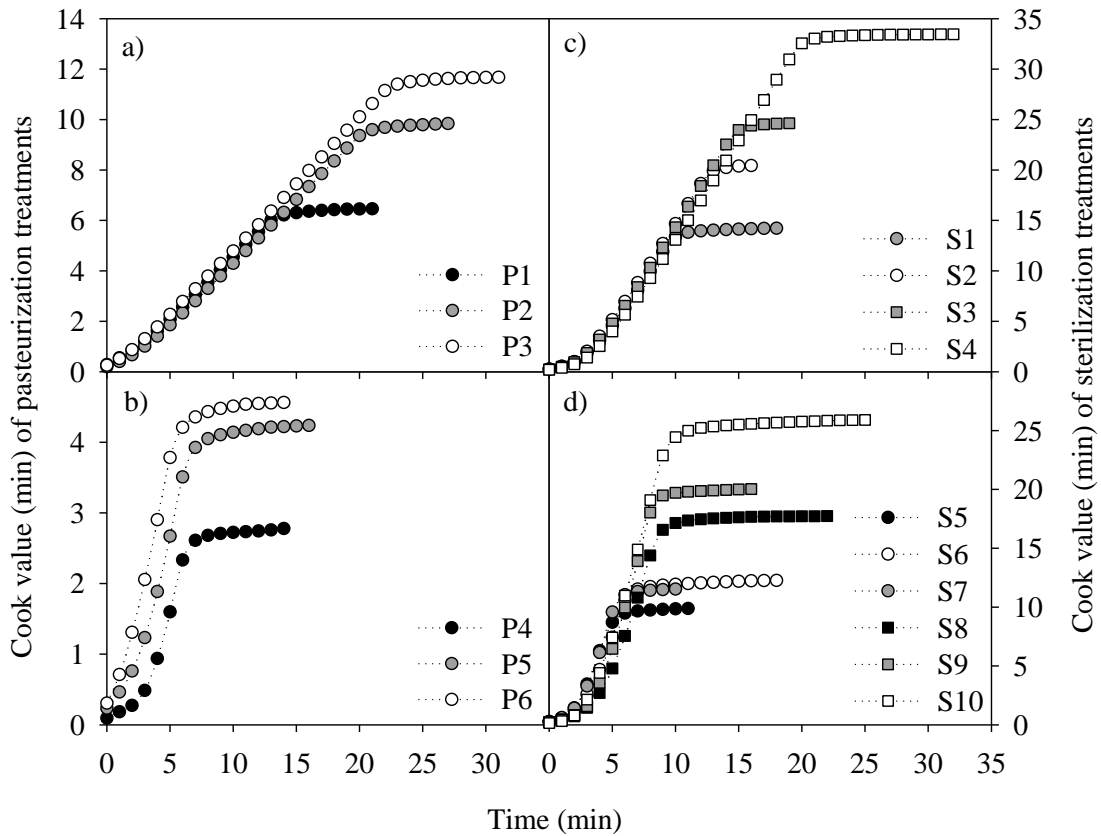 Cook value (min) of pasteurization treatments
a)
14
12
10
8
6
4
2
0
P1
P2
P3
c)
35
30
25
20
15
10
5
0
S1
S2
S3
S4
b)
4
3
2
1
0
P4
P5
P6
d)
25
20
15
10
5
0
S5
S6
S7
S8
S9
S10
0 5 10 15 20 25 30
0 5 10 15 20 25 30 35
Time (min)
Cook value (min) of sterilization treatments